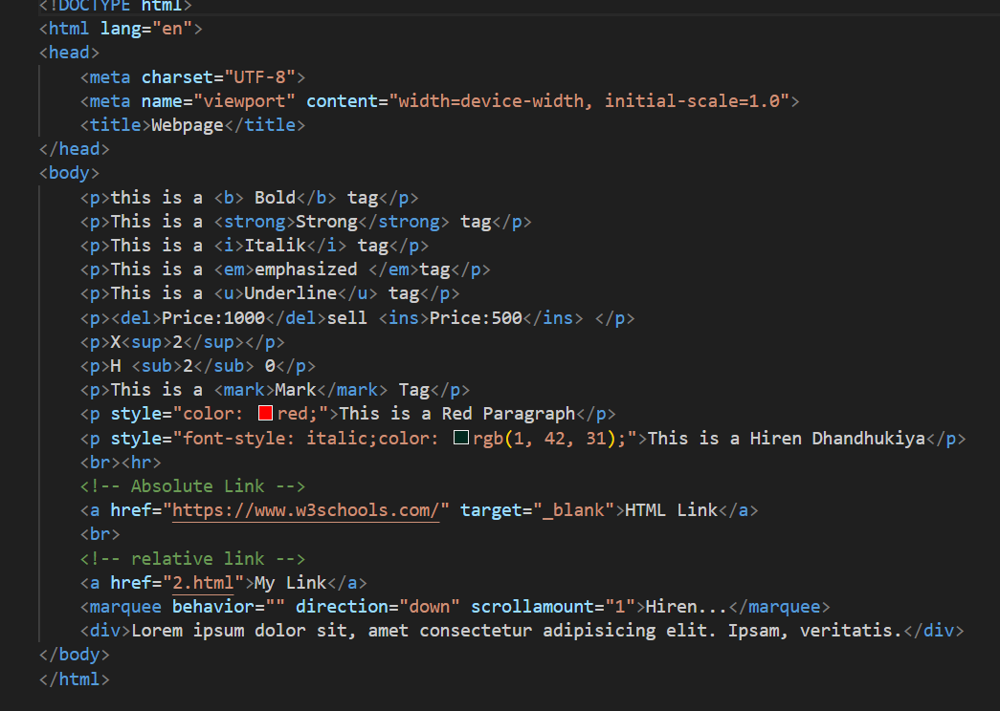 <!DOCTYPE html>
<html lang="en">
<head>
    <meta charset="UTF-8">
    <meta name="viewport" content="width=device-width, initial-scale=1.0">
    <title>Webpage</title>
</head>
<body>
    <p>this is a <b> Bold</b> tag</p>
    <p>This is a <strong>Strong</strong> tag</p>
    <p>This is a <i>Italik</i> tag</p>
    <p>This is a <em>emphasized </em>tag</p>
    <p>This is a <u>Underline</u> tag</p>
    <p><del>Price:1000</del>sell <ins>Price:500</ins> </p>
    <p>X<sup>2</sup></p>
    <p>H <sub>2</sub> 0</p>
    <p>This is a <mark>Mark</mark> Tag</p>
    <p style="color: red;">This is a Red Paragraph</p>
    <p style="font-style: italic;color: rgb(1, 42, 31);">This is a Hiren Dhandhukiya</p>
    <br><hr>
    <!-- Absolute Link -->
    <a href="https://www.w3schools.com/" target="_blank">HTML Link</a>
    <br>
    <!-- relative link -->
    <a href="2.html">My Link</a>
    <marquee behavior="" direction="down" scrollamount="1">Hiren...</marquee>
    <div>Lorem ipsum dolor sit, amet consectetur adipisicing elit. Ipsam, veritatis.</div>
</body>
</html>